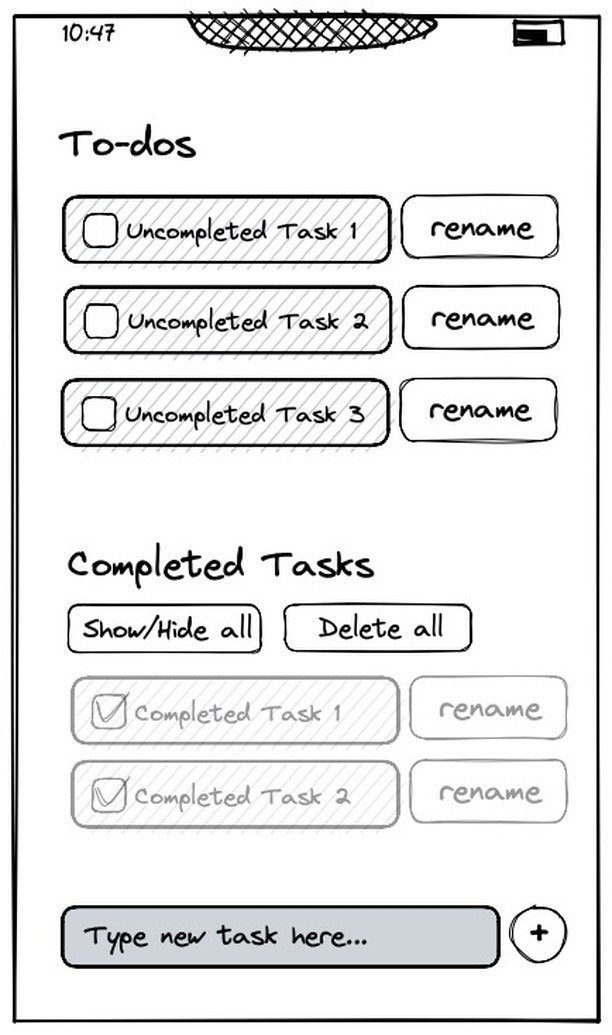 10:47
To-dos
Uncompleted Task 1 rename
Uncompleted Task 2 rename
Uncompleted Task 3 rename
Completed Tasks
Show/Hide all Delete all
Completed Task 1 rename
Completed Task 2 rename
Type new task here... +